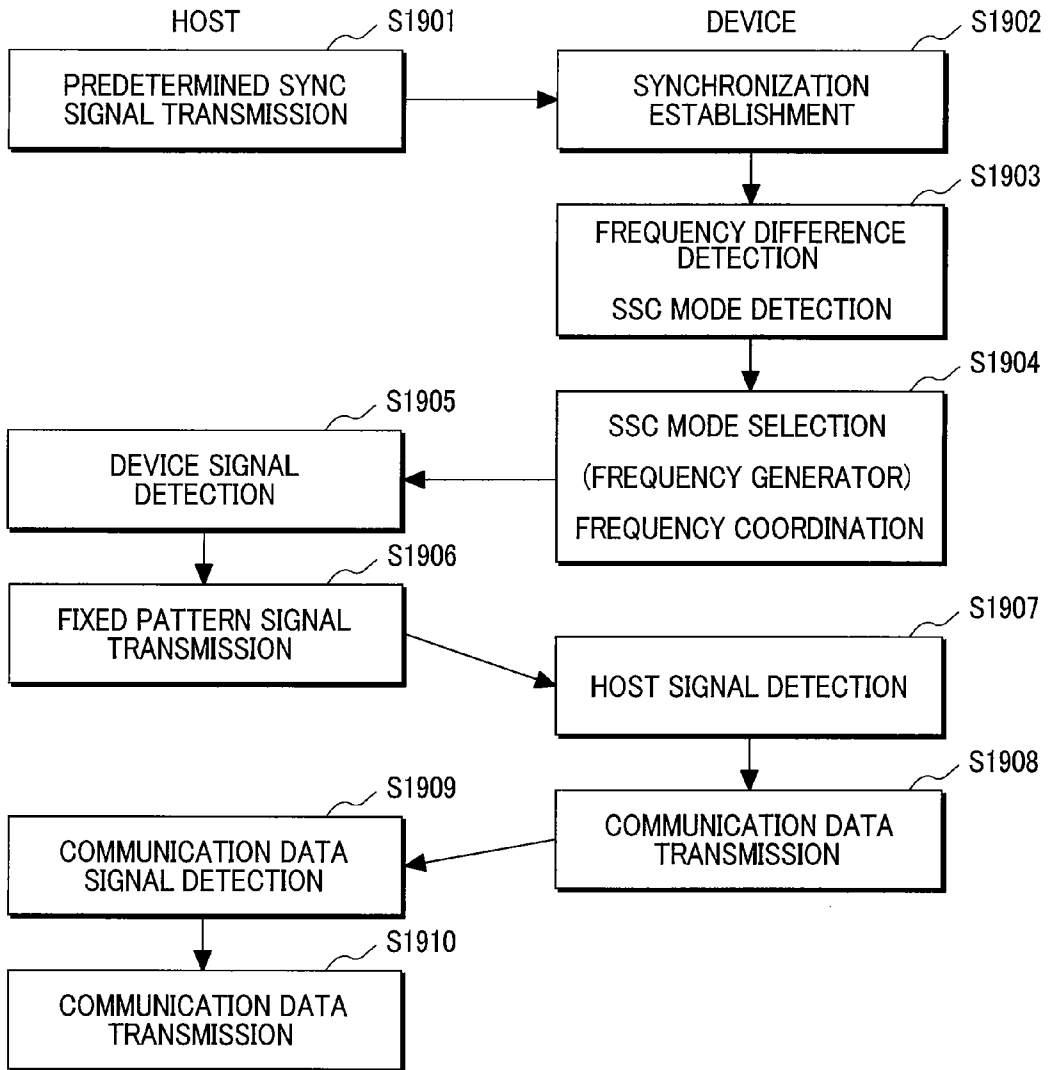 HOST
DEVICE
S1901
PREDETERMINED SYNC
SIGNAL TRANSMISSION
S1902
SYNCHRONIZATION
ESTABLISHMENT
S1903
FREQUENCY DIFFERENCE
DETECTION
SSC MODE DETECTION
S1904
SSC MODE SELECTION
(FREQUENCY GENERATOR)
FREQUENCY COORDINATION
S1905
DEVICE SIGNAL
DETECTION
S1906
FIXED PATTERN SIGNAL
TRANSMISSION
S1907
HOST SIGNAL DETECTION
S1908
COMMUNICATION DATA
TRANSMISSION
S1909
COMMUNICATION DATA
SIGNAL DETECTION
S1910
COMMUNICATION DATA
TRANSMISSION